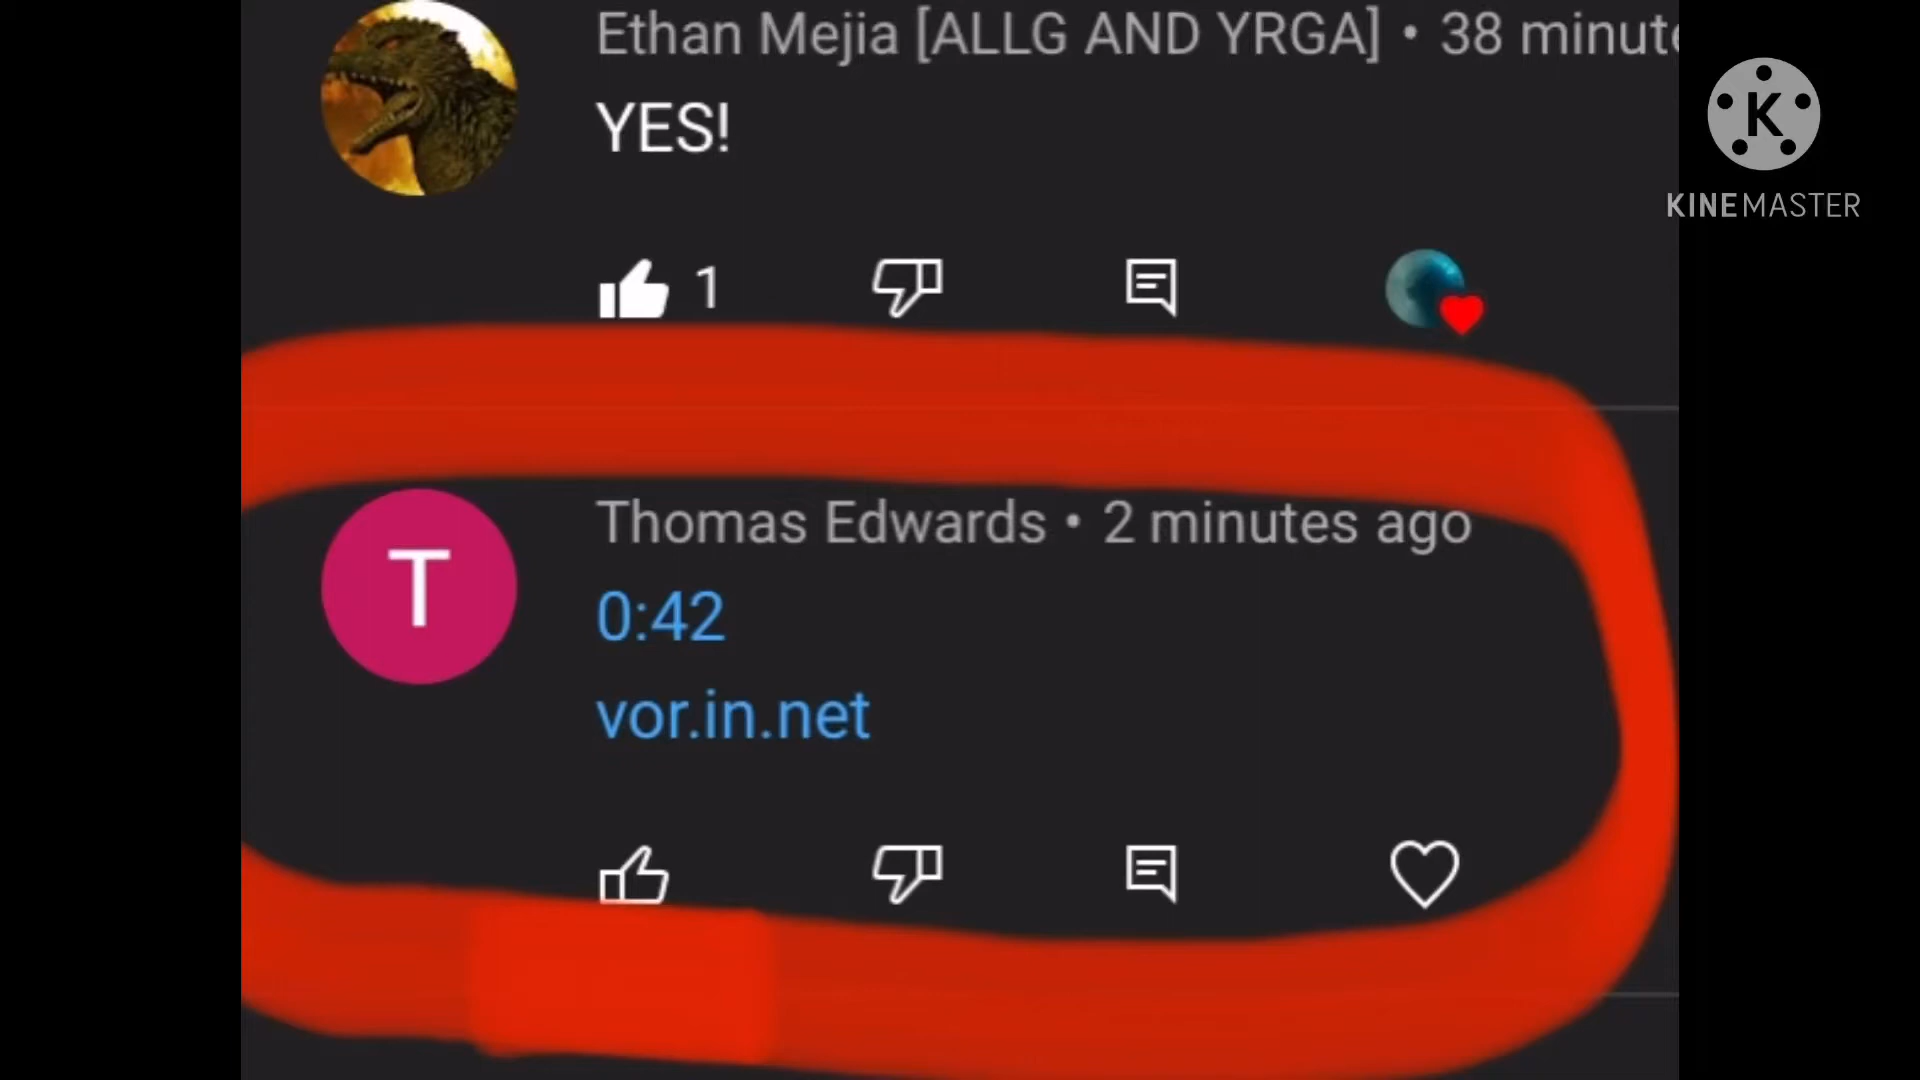 Ethan Mejia [ALLG AND YRGA] • 38
YES!
1
K
KINEMASTER
T
Thomas Edwards • 2 minutes ago
0:42
vor.in.net